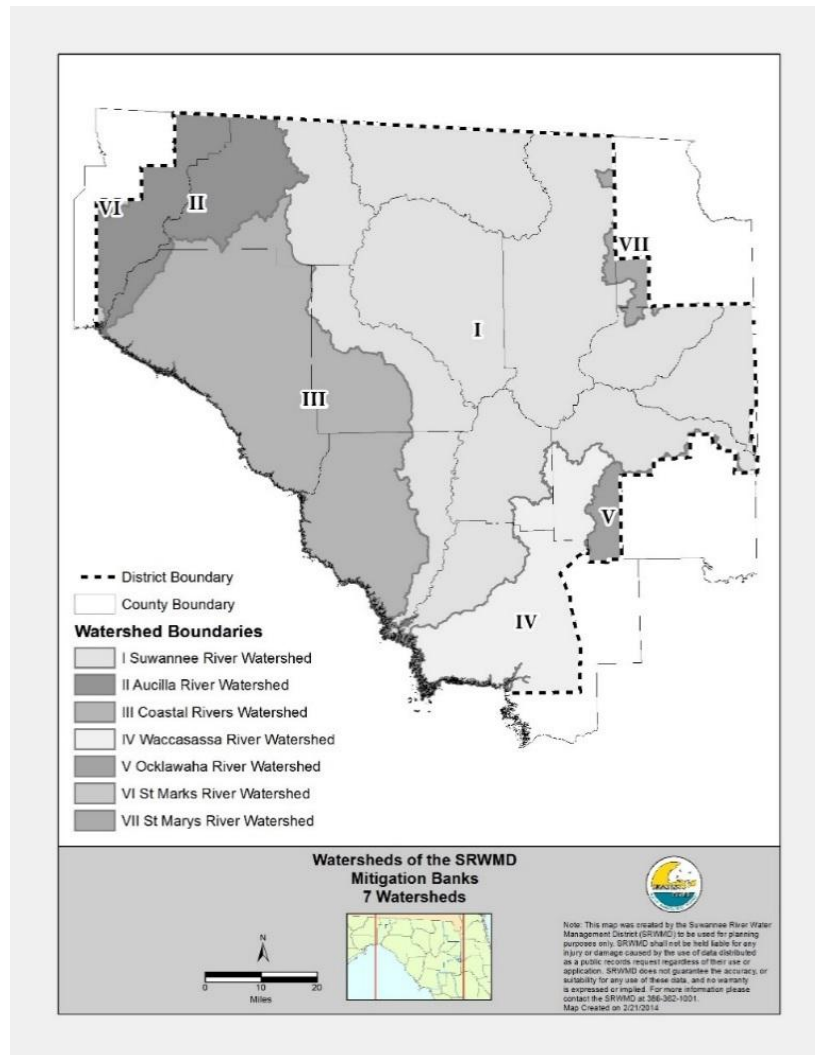 VI
II
VII
I
III
V
IV
District Boundary
County Boundary
Watershed Boundaries
I Suwannee River Watershed
II Aucilla River Watershed
III Coastal Rivers Watershed
IV Waccasassa River Watershed
V Ocklawaha River Watershed
VI St Marks River Watershed
VII St Marys River Watershed
Watersheds of the SRWMD
Mitigation Banks
7 Watersheds
N
0 10 20
Miles
Note: This map was created by the Suwannee River Water
Management District (SRWMD) to be used for planning
purposes only. SRWMD shall not be held liable for any
injury or damage caused by the use of data distributed
as a public records request regardless of their use or
application. SRWMD does not guarantee the accuracy, or
suitability for any use of these data, and no warranty
is expressed or implied. For more information please
contact the SRWMD at 386-362-1001.
Map Created on 2/21/2014